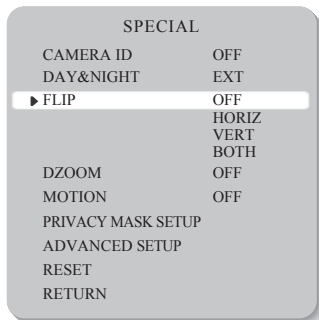 SPECIAL
CAMERA ID OFF
DAY&NIGHT EXT
FLIP OFF
HORIZ
VERT
BOTH
DZOOM OFF
MOTION OFF
PRIVACY MASK SETUP
ADVANCED SETUP
RESET
RETURN